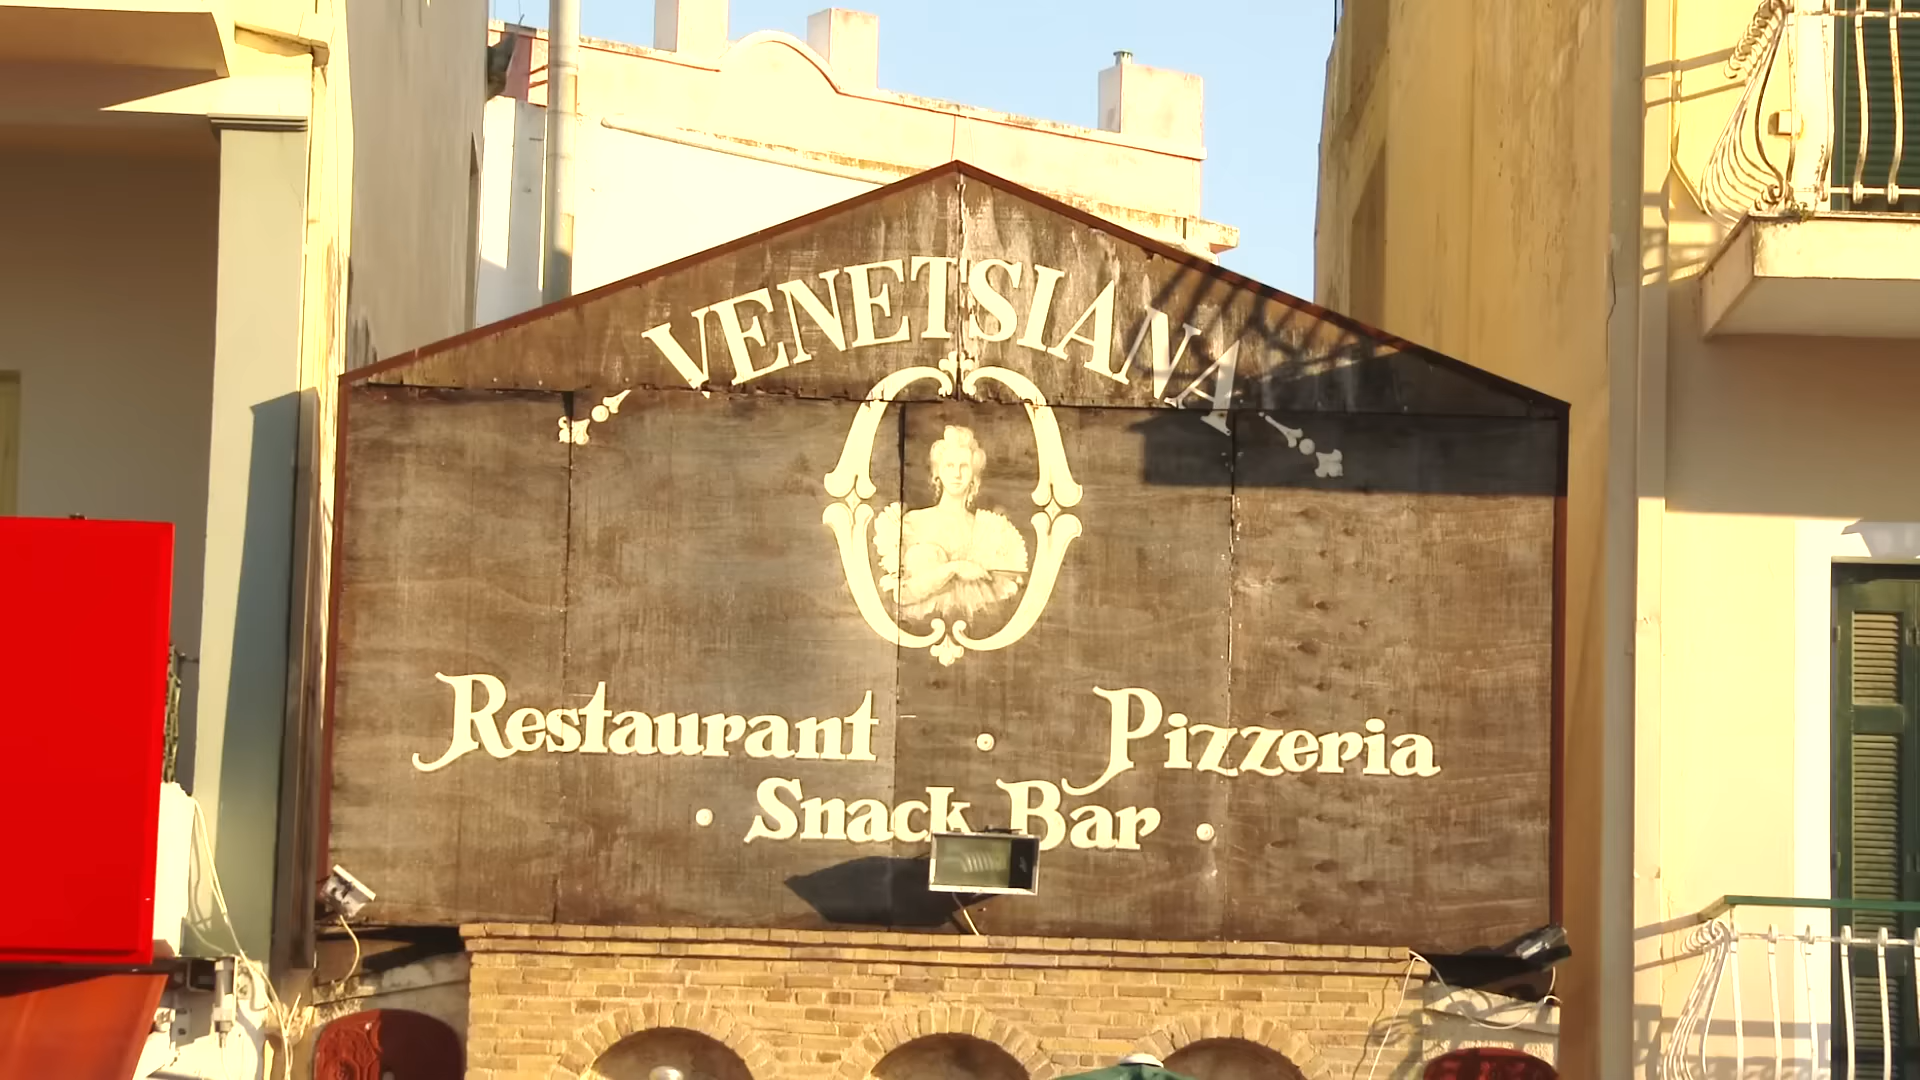 VENETSIANA
Restaurant • Pizzeria
• Snack Bar •